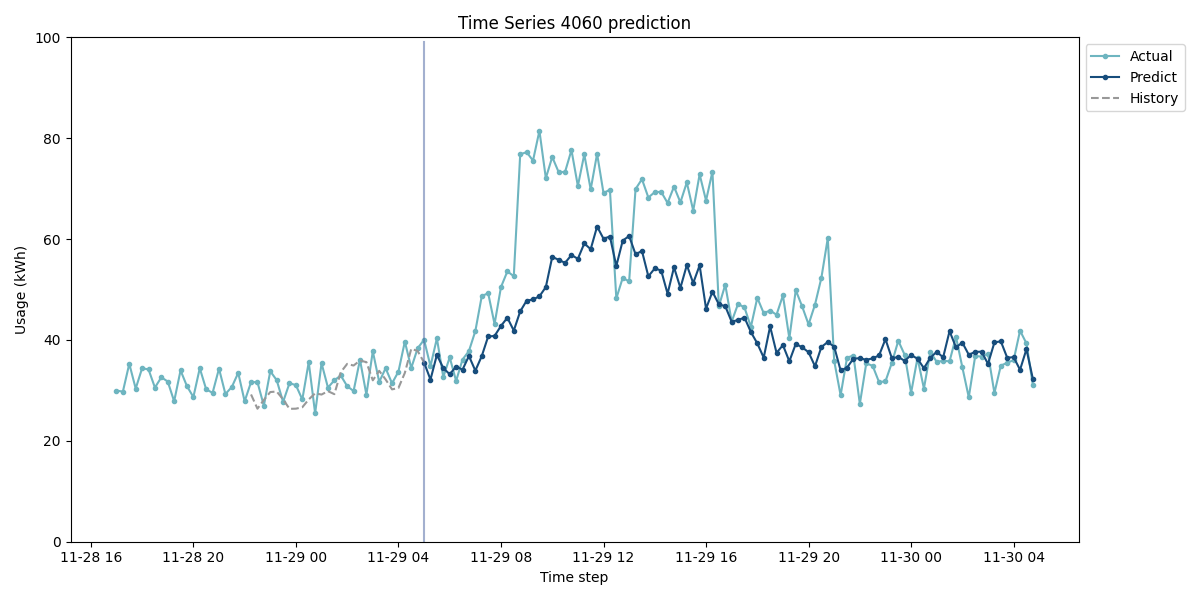 Time Series 4060 prediction
100
80
60
40
20
0
Usage (kWh)
11-28 16
11-28 20
11-29 00
11-29 04
11-29 08
11-29 12
11-29 16
11-29 20
11-30 00
11-30 04
Time step
Actual
Predict
History